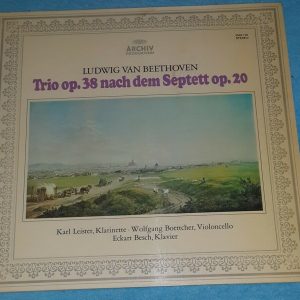 ARCHIV
LUDWIG VAN BEETHOVEN
Trio op. 38 nach dem Septett op. 20
Karl Leister, Klarinette · Wolfgang Boettcher, Violoncello
Eckart Besch, Klavier